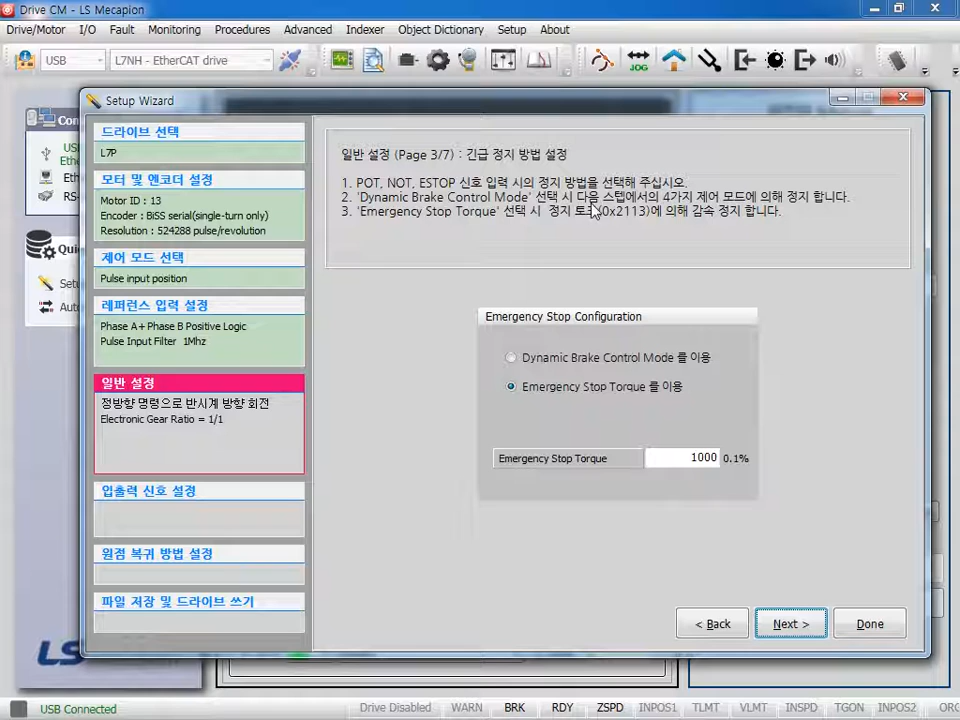 Drive CM - LS Mecapion
Drive/Motor I/O Fault Monitoring Procedures Advanced Indexer Object Dictionary Setup About
USB L7NH - EtherCAT drive
JOG
Setup Wizard
드라이브 선택
L7P
모터 및 엔코더 설정
Motor ID : 13
Encoder : BiSS serial(single-turn only)
Resolution : 524288 pulse/revolution
제어 모드 선택
Pulse input position
레퍼런스 입력 설정
Phase A+Phase B Positive Logic
Pulse Input Filter 1Mhz
일반 설정
정방향 명령으로 반시계 방향 회전
Electronic Gear Ratio = 1/1
입출력 신호 설정
원점 복귀 방법 설정
파일 저장 및 드라이브 쓰기
일반 설정 (Page 3/7) : 긴급 정지 방법 설정
1. POT, NOT, ESTOP 신호 입력 시의 정지 방법을 선택해 주십시오.
2. 'Dynamic Brake Control Mode' 선택 시 다음 스텝에서의 4가지 제어 모드에 의해 정지 합니다.
3. 'Emergency Stop Torque' 선택 시 정지 토크(0x2113)에 의해 감속 정지 합니다.
Emergency Stop Configuration
Dynamic Brake Control Mode 를 이용
Emergency Stop Torque 를 이용
Emergency Stop Torque 1000 0.1%
< Back Next > Done
LS
USB Connected Drive Disabled WARN BRK RDY ZSPD INPOS1 TLMT VLMT INSPD TGON INPOS2